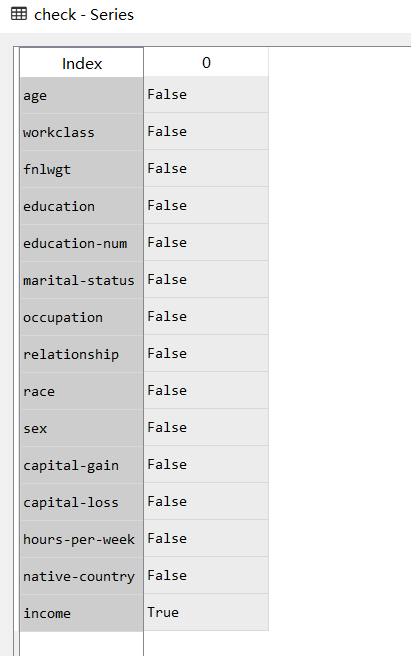 check - Series
Index 0
age False
workclass False
fnlwgt False
education False
education-num False
marital-status False
occupation False
relationship False
race False
sex False
capital-gain False
capital-loss False
hours-per-week False
native-country False
income True